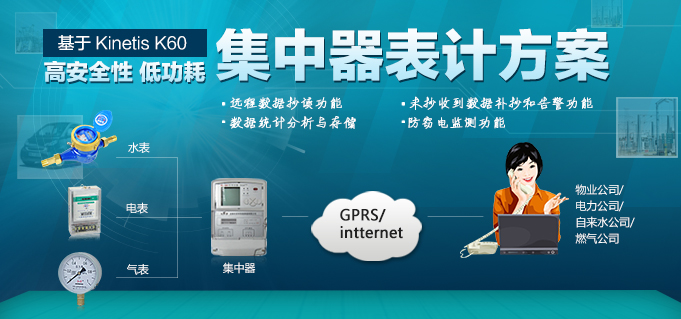 基于 Kinetis K60
高安全性 低功耗
集中器表计方案
· 远程数据抄读功能
· 未抄收到数据补抄和告警功能
· 数据统计分析与存储
· 防窃电监测功能
水表
电表
气表
集中器
GPRS/
intternet
物业公司/
电力公司/
自来水公司/
燃气公司